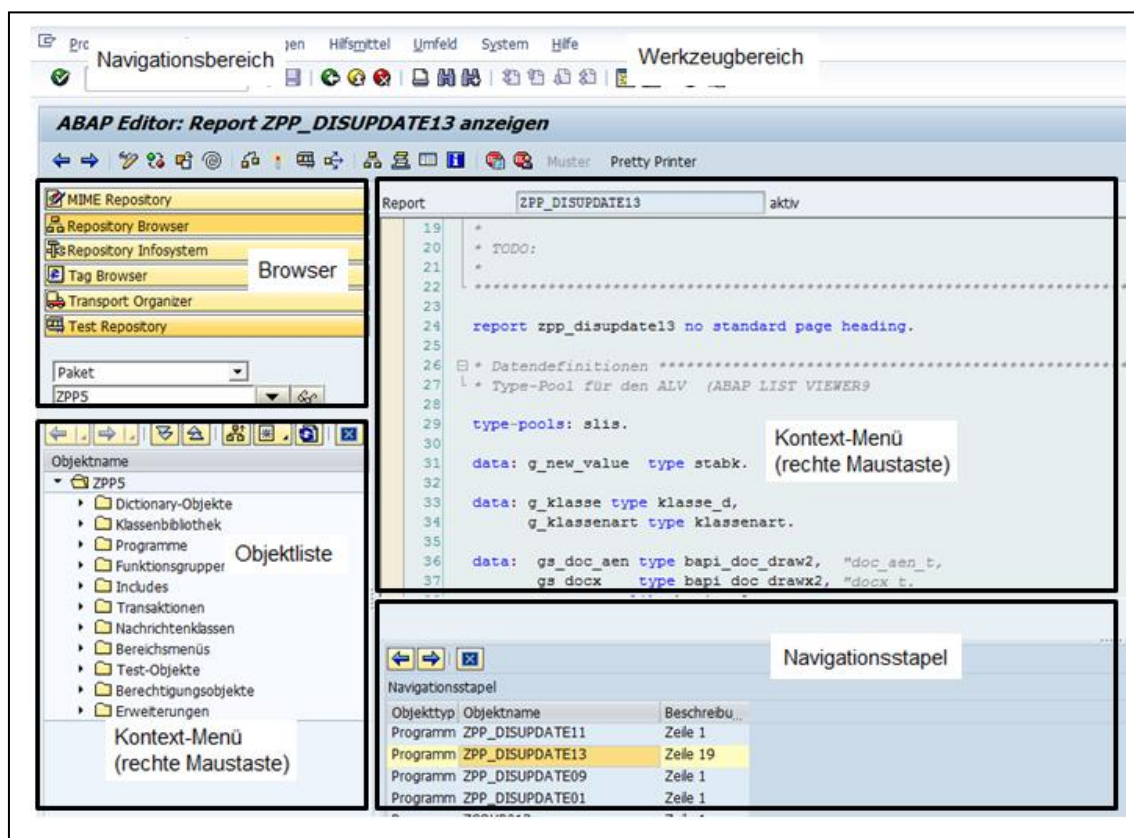 Hilfsmittel Umfeld System Hilfe
Navigationsbereich
Werkzeugbereich
ABAP Editor: Report ZPP_DISUPDATE13 anzeigen
Muster Pretty Printer
MIME Repository
Repository Browser
Repository Infosystem
Tag Browser
Transport Organizer
Test Repository
Browser
Paket
ZPP5
Objektname
ZPP5
Dictionary-Objekte
Klassenbibliothek
Programme
Funktionsgruppen
Includes
Transaktionen
Nachrichtenklassen
Bereichsmenüs
Test-Objekte
Berechtigungsobjekte
Erweiterungen
Objektliste
Kontext-Menü
(rechte Maustaste)
Report ZPP_DISUPDATE13 aktiv
19 *
20 * TODO:
21 *
22
23
24 report zpp_disupdate13 no standard page heading.
25
26 * Datendefinitionen
27 * Type-Pool für den ALV (ABAP LIST VIEWER9
28
29 type-pools: slis.
30
31 data: g_new_value type stabk.
32
33 data: g_klasse type klasse_d,
34 g_klassenart type klassenart.
35
36 data: gs_doc_aen type bapi_doc_draw2, "doc_aen_t,
37 gs_docx type bapi_doc_drawx2, "docx_t.
Kontext-Menü
(rechte Maustaste)
Navigationsstapel
Navigationsstapel
Objekttyp Objektname Beschreibu...
Programm ZPP_DISUPDATE11 Zeile 1
Programm ZPP_DISUPDATE13 Zeile 19
Programm ZPP_DISUPDATE09 Zeile 1
Programm ZPP_DISUPDATE01 Zeile 1